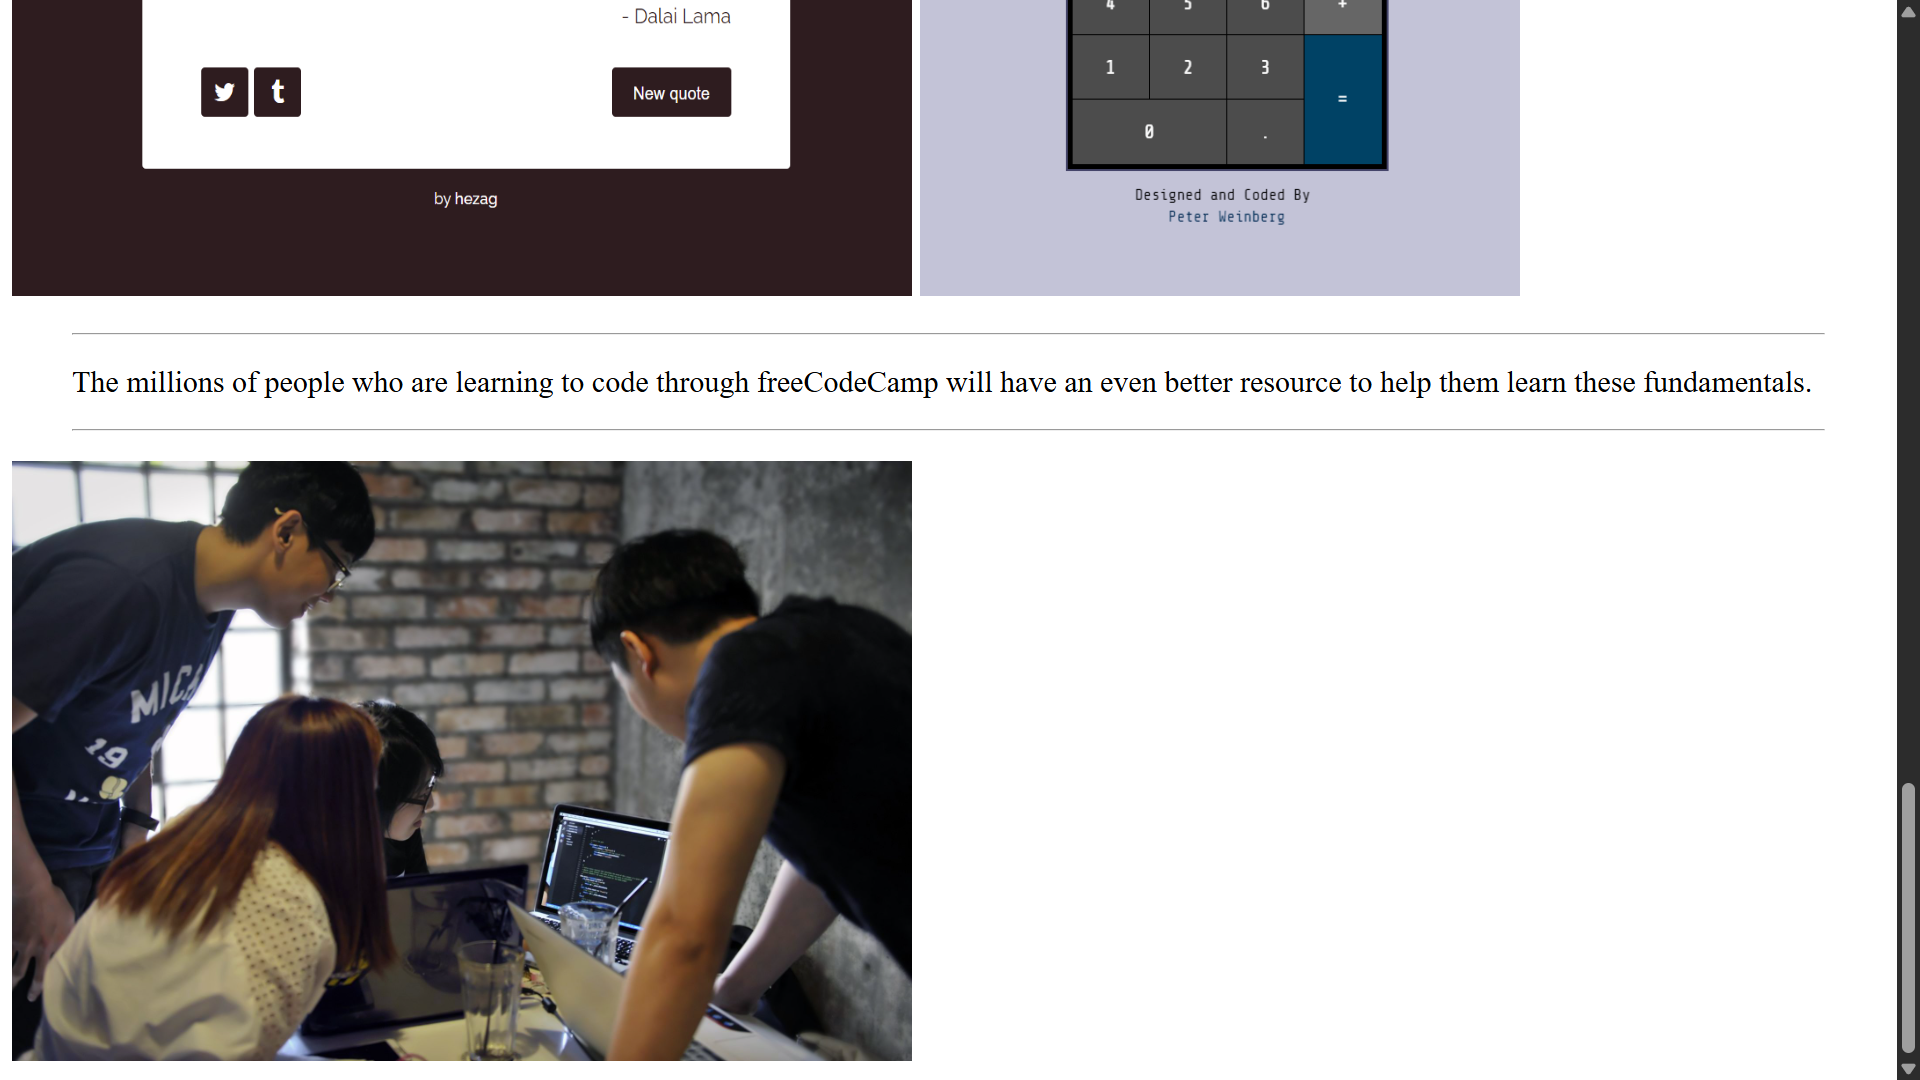 - Dalai Lama
t
New quote
by hezag
4 5 6 +
1 2 3
=
0 .
Designed and Coded By
Peter Weinberg
The millions of people who are learning to code through freeCodeCamp will have an even better resource to help them learn these fundamentals.
MICH
19